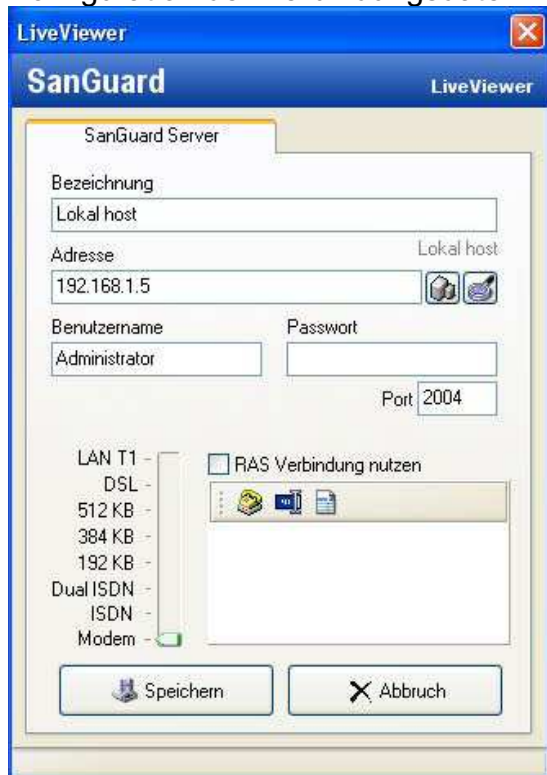 LiveViewer
SanGuard LiveViewer
SanGuard Server
Bezeichnung
Lokal host
Adresse Lokal host
192.168.1.5
Benutzername Passwort
Administrator
Port 2004
LAN T1
DSL
512 KB
384 KB
192 KB
Dual ISDN
ISDN
Modem
RAS Verbindung nutzen
Speichern Abbruch